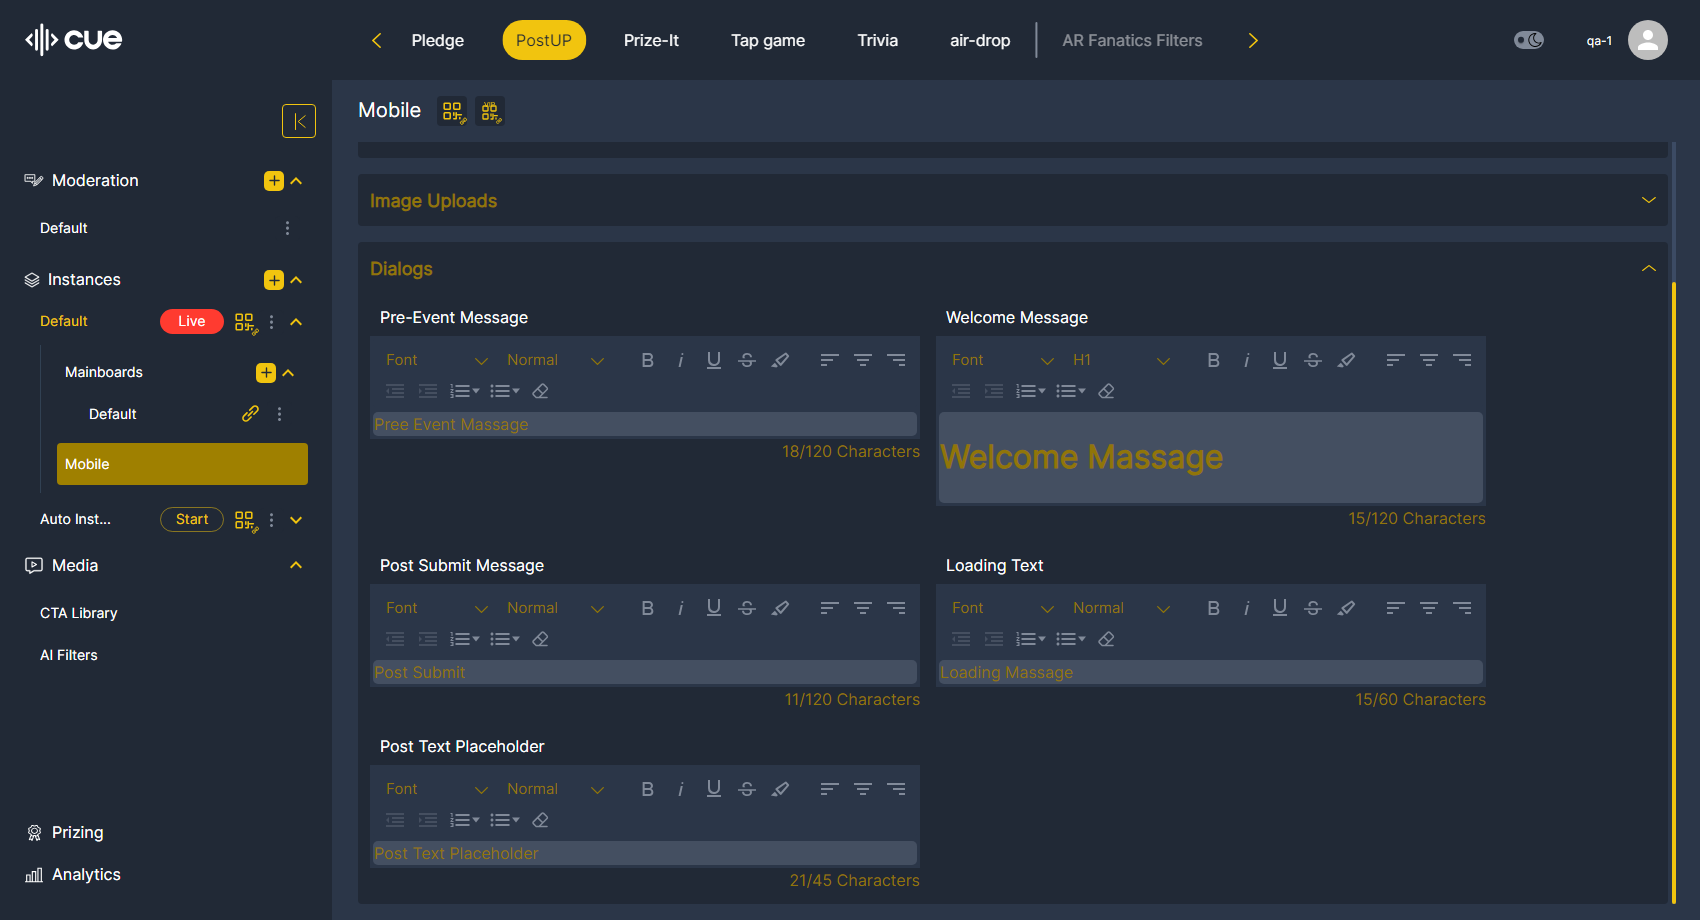 cue
Pledge
PostUP
Prize-It
Tap game
Trivia
air-drop
AR Fanatics Filters
qa-1
Mobile
VIP
Moderation
Default
Instances
Default
Live
Mainboards
Default
Mobile
Auto Inst...
Start
Media
CTA Library
AI Filters
Prizing
Analytics
Image Uploads
Dialogs
Pre-Event Message
Font Normal
Pree Event Massage
18/120 Characters
Welcome Message
Font H1
Welcome Massage
15/120 Characters
Post Submit Message
Font Normal
Post Submit
11/120 Characters
Loading Text
Font Normal
Loading Massage
15/60 Characters
Post Text Placeholder
Font Normal
Post Text Placeholder
21/45 Characters